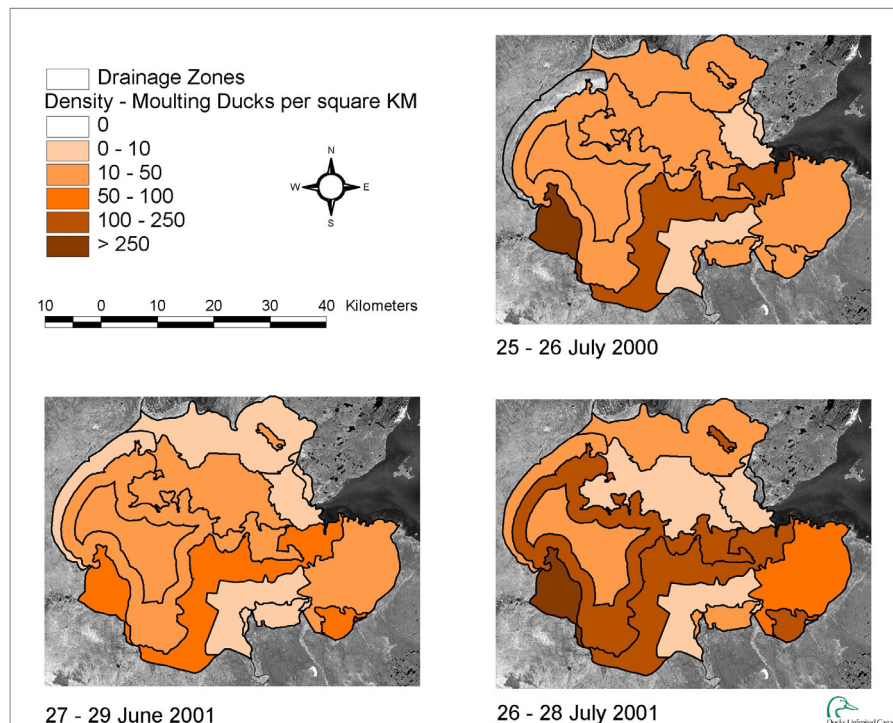 Drainage Zones
Density - Moulting Ducks per square KM
0
0 - 10
10 - 50
50 - 100
100 - 250
> 250
N
W E
S
10 0 10 20 30 40 Kilometers
25 - 26 July 2000
27 - 29 June 2001
26 - 28 July 2001